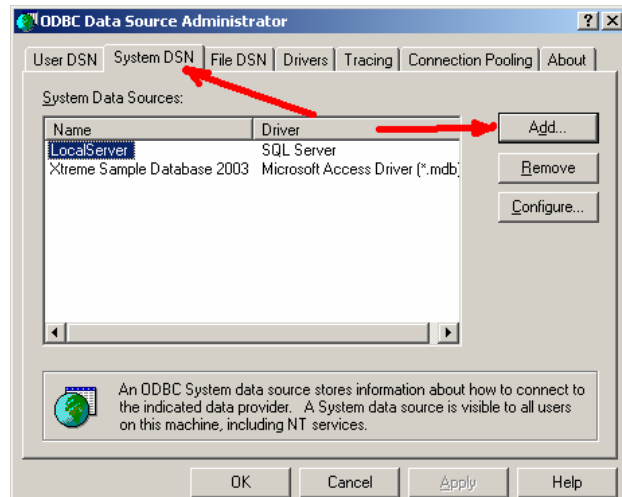 ODBC Data Source Administrator
User DSN System DSN File DSN Drivers Tracing Connection Pooling About
System Data Sources:
Name Driver
LocalServer SQL Server
Xtreme Sample Database 2003 Microsoft Access Driver (*.mdb)
Add...
Remove
Configure...
An ODBC System data source stores information about how to connect to
the indicated data provider. A System data source is visible to all users
on this machine, including NT services.
OK Cancel Apply Help